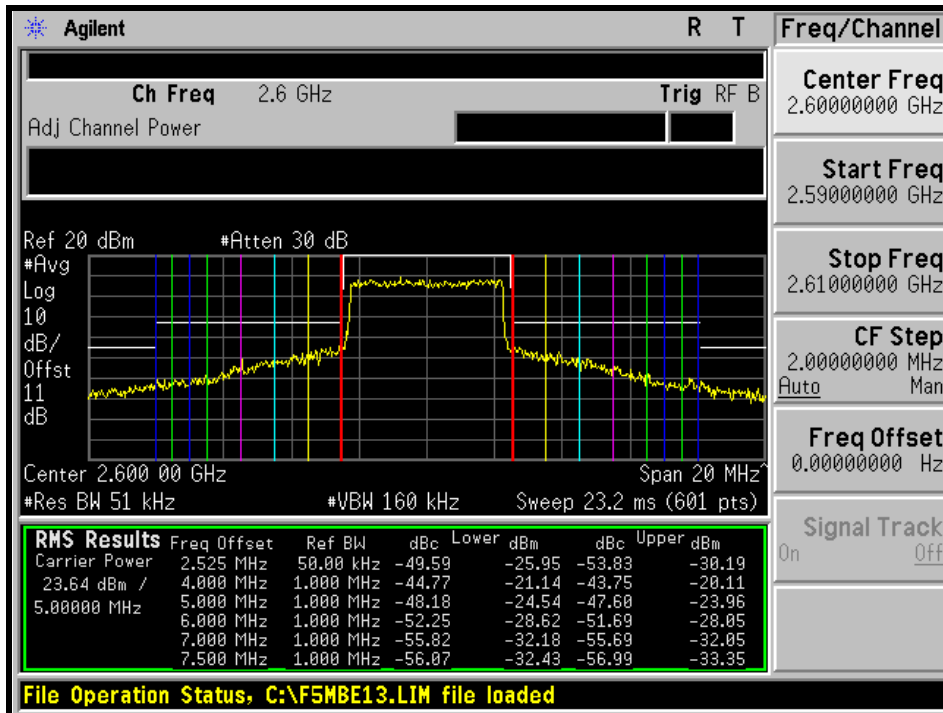 Agilent R T Freq/Channel
Ch Freq 2.6 GHz Trig RF B
Adj Channel Power
Center Freq
2.60000000 GHz
Start Freq
2.59000000 GHz
Stop Freq
2.61000000 GHz
CF Step
2.00000000 MHz
Auto Man
Freq Offset
0.00000000 Hz
Signal Track
On Off
Ref 20 dBm #Atten 30 dB
#Avg
Log
10
dB/
Offst
11
dB
Center 2.600 00 GHz Span 20 MHz^
#Res BW 51 kHz #VBW 160 kHz Sweep 23.2 ms (601 pts)
RMS Results Freq Offset Ref BW dBc Lower dBm dBc Upper dBm
Carrier Power 2.525 MHz 50.00 kHz -49.59 -25.95 -53.83 -30.19
23.64 dBm / 4.000 MHz 1.000 MHz -44.77 -21.14 -43.75 -20.11
5.00000 MHz 5.000 MHz 1.000 MHz -48.18 -24.54 -47.60 -23.96
6.000 MHz 1.000 MHz -52.25 -28.62 -51.69 -28.05
7.000 MHz 1.000 MHz -55.82 -32.18 -55.69 -32.05
7.500 MHz 1.000 MHz -56.07 -32.43 -56.99 -33.35
File Operation Status, C:\F5MBE13.LIM file loaded